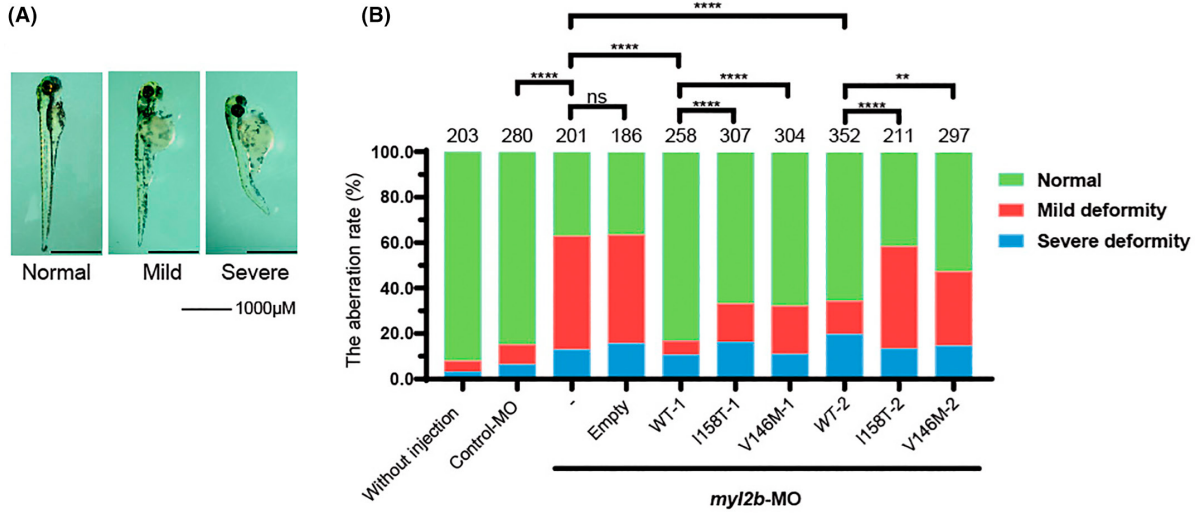 (A)
Normal
Mild
Severe
1000µM
(B)
****
****
****
ns
****
****
****
**
203
280
201
186
258
307
304
352
211
297
The aberration rate (%)
100.0
80.0
60.0
40.0
20.0
0.0
Normal
Mild deformity
Severe deformity
Without injection
Control-MO
-
Empty
WT-1
I158T-1
V146M-1
WT-2
I158T-2
V146M-2
myl2b-MO